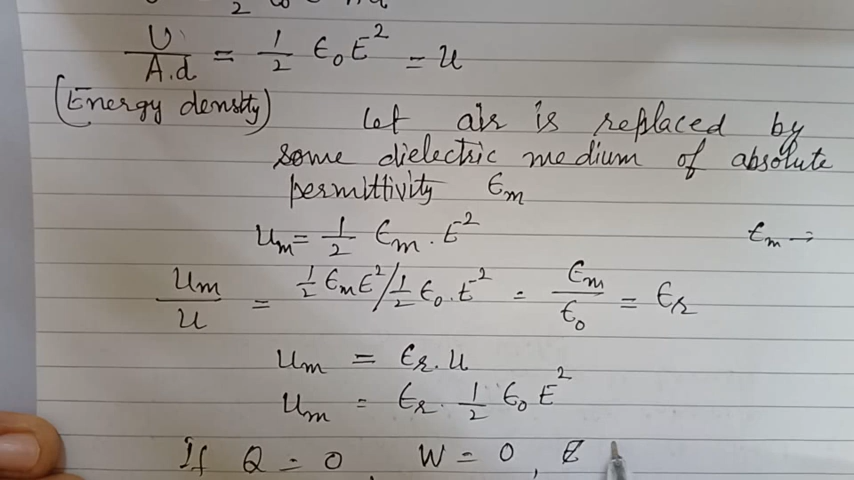 U/A.d = 1/2 ϵ₀E² = u
(Energy density) Let air is replaced by
some dielectric medium of absolute
permittivity ϵm
um = 1/2 ϵm . E² ϵm →
um/u = 1/2 ϵmE² / 1/2 ϵ₀.E² = ϵm/ϵ₀ = ϵr
um = ϵr . u
um = ϵr . 1/2 ϵ₀ E²
If Q = 0, W = 0,